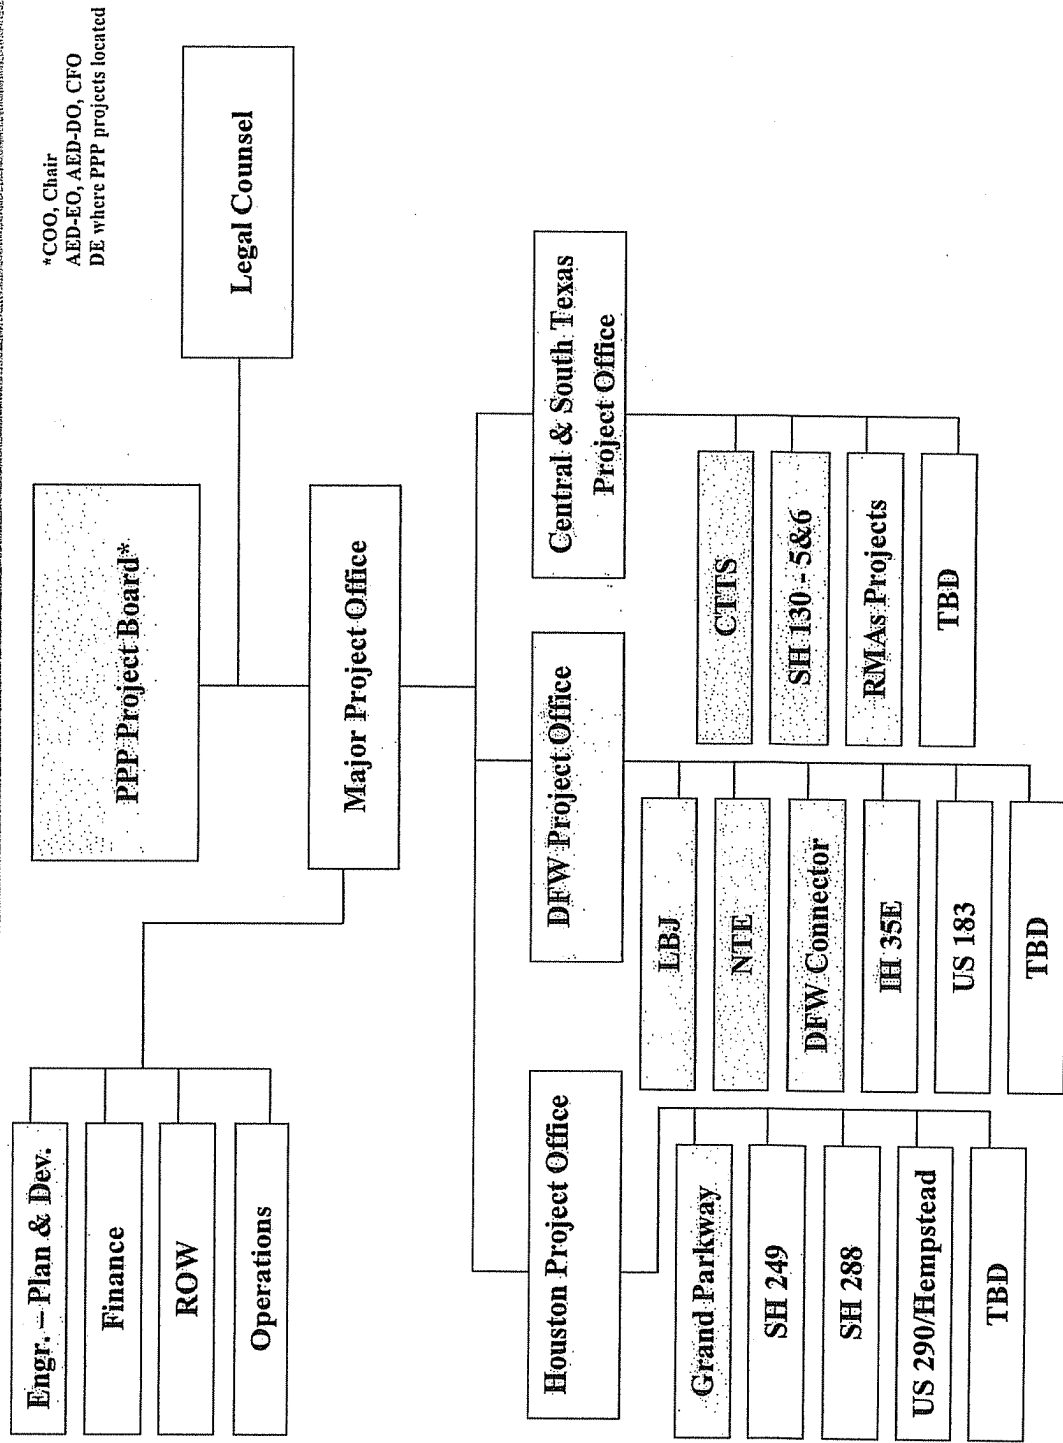 *COO, Chair
AED-EO, AED-DO, CFO
DE where PPP projects located
PPP Project Board*
Legal Counsel
Major Project Office
Engr. – Plan & Dev.
Finance
ROW
Operations
Houston Project Office
Grand Parkway
SH 249
SH 288
US 290/Hempstead
TBD
DFW Project Office
LBJ
NTE
DFW Connector
IH 35E
US 183
TBD
Central & South Texas
Project Office
CTTS
SH 130 - 5&6
RMAs Projects
TBD